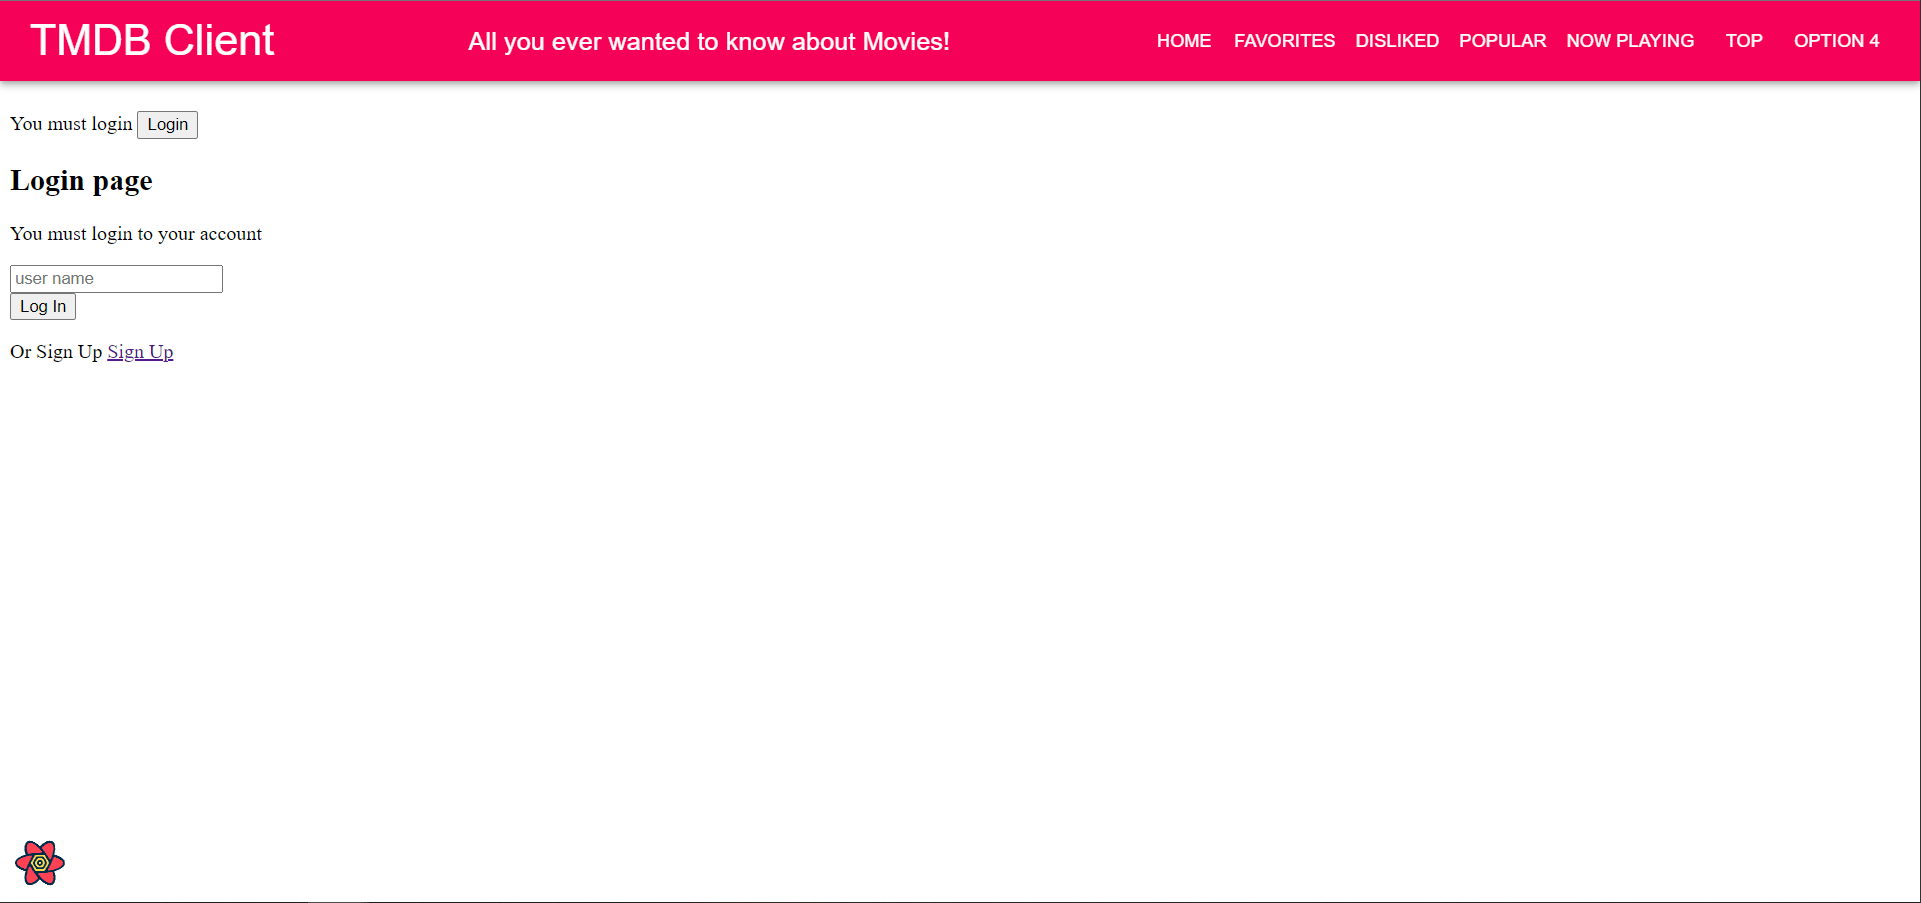 TMDB Client All you ever wanted to know about Movies! HOME FAVORITES DISLIKED POPULAR NOW PLAYING TOP OPTION 4
You must login Login
Login page
You must login to your account
user name
Log In
Or Sign Up Sign Up